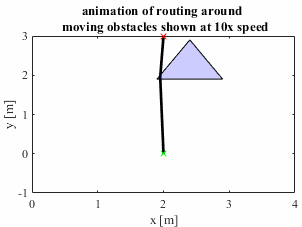 animation of routing around
moving obstacles shown at 10x speed
3
2
1
0
-1
y [m]
0 1 2 3 4
x [m]